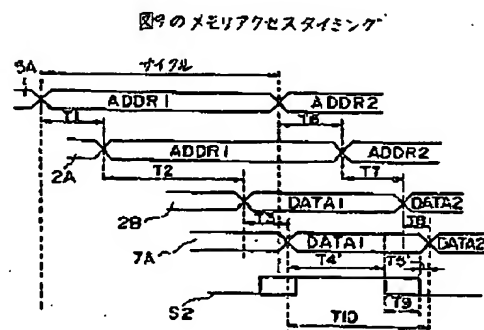 図9のメモリアクセスタイミング
サイクル
3A ADDR1 ADDR2
T1 T6
2A ADDR1 ADDR2
T2 T7
2B DATA1 DATA2
T3 T8
7A DATA1 DATA2
T4' T5'
T9
S2
T10